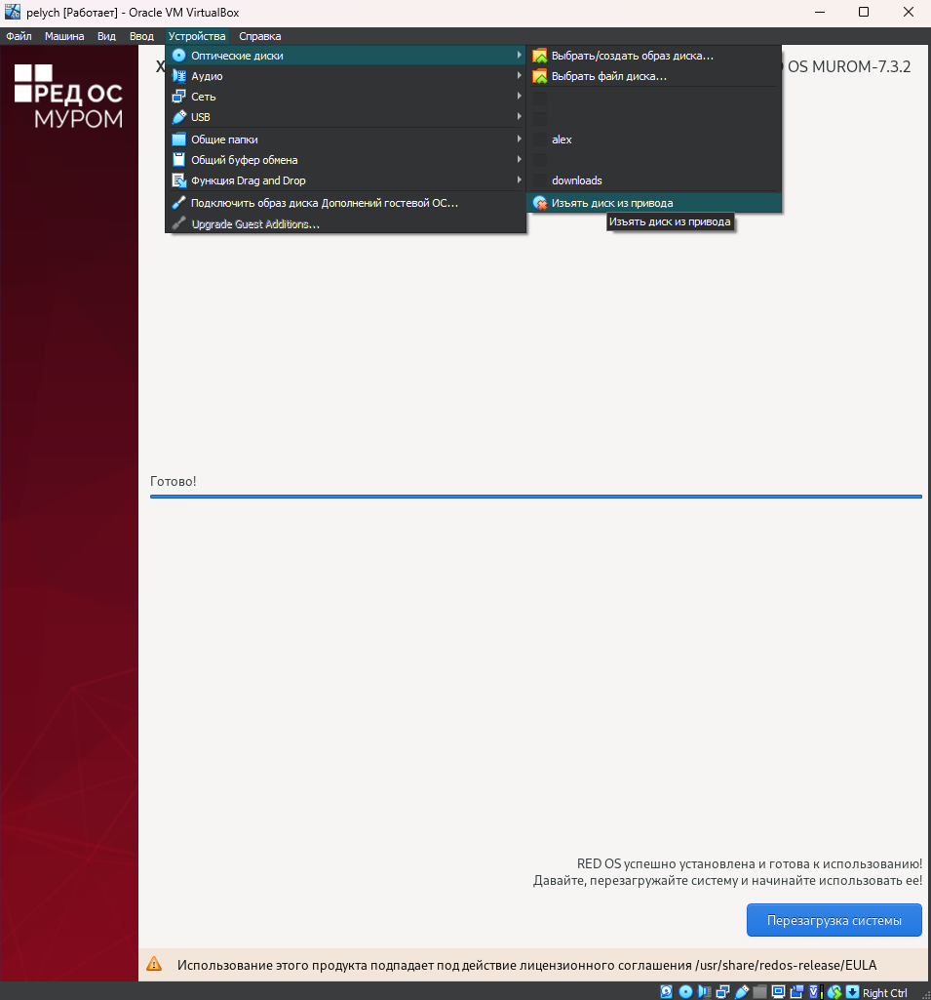 pelych [Работает] - Oracle VM VirtualBox
Файл Машина Вид Ввод Устройства Справка
РЕД ОС
МУРОМ
Х
OS MUROM-7.3.2
Оптические диски
Аудио
Сеть
USB
Общие папки
Общий буфер обмена
Функция Drag and Drop
Подключить образ диска Дополнений гостевой ОС...
Upgrade Guest Additions...
Выбрать/создать образ диска...
Выбрать файл диска...
alex
downloads
Изъять диск из привода
Изъять диск из привода
Готово!
RED OS успешно установлена и готова к использованию!
Давайте, перезагружайте систему и начинайте использовать ее!
Перезагрузка системы
Использование этого продукта подпадает под действие лицензионного соглашения /usr/share/redos-release/EULA
Right Ctrl